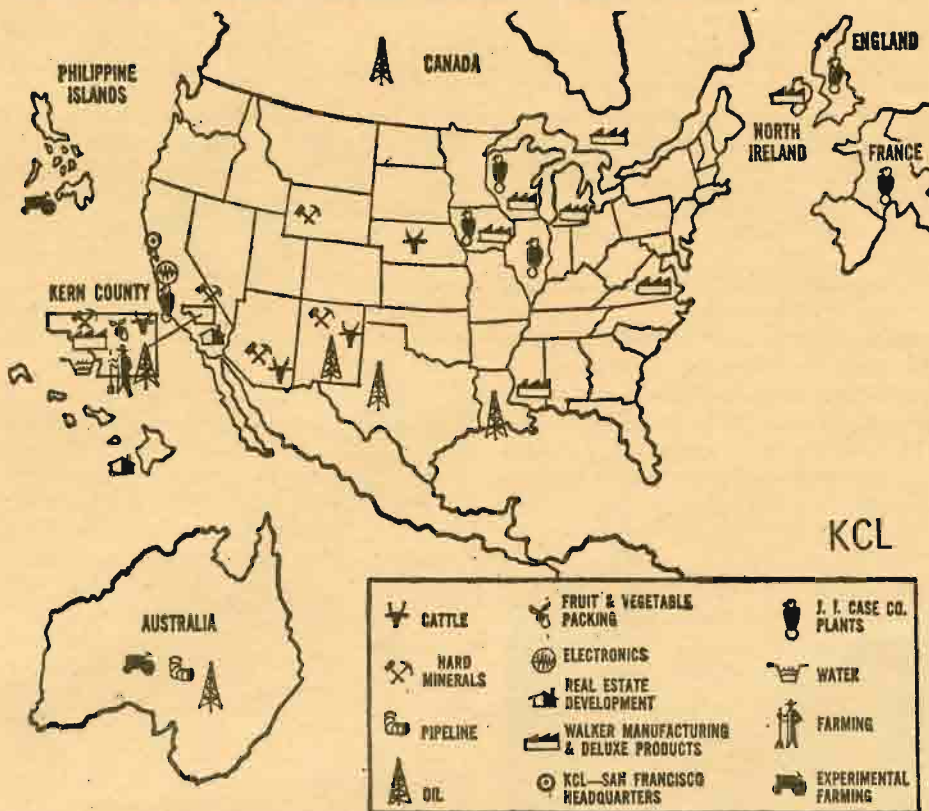 PHILIPPINE
ISLANDS
CANADA
ENGLAND
NORTH
IRELAND
FRANCE
KERN COUNTY
KCL
AUSTRALIA
CATTLE
HARD
MINERALS
PIPELINE
OIL
FRUIT & VEGETABLE
PACKING
ELECTRONICS
REAL ESTATE
DEVELOPMENT
WALKER MANUFACTURING
& DELUXE PRODUCTS
KCL—SAN FRANCISCO
HEADQUARTERS
J. I. CASE CO.
PLANTS
WATER
FARMING
EXPERIMENTAL
FARMING